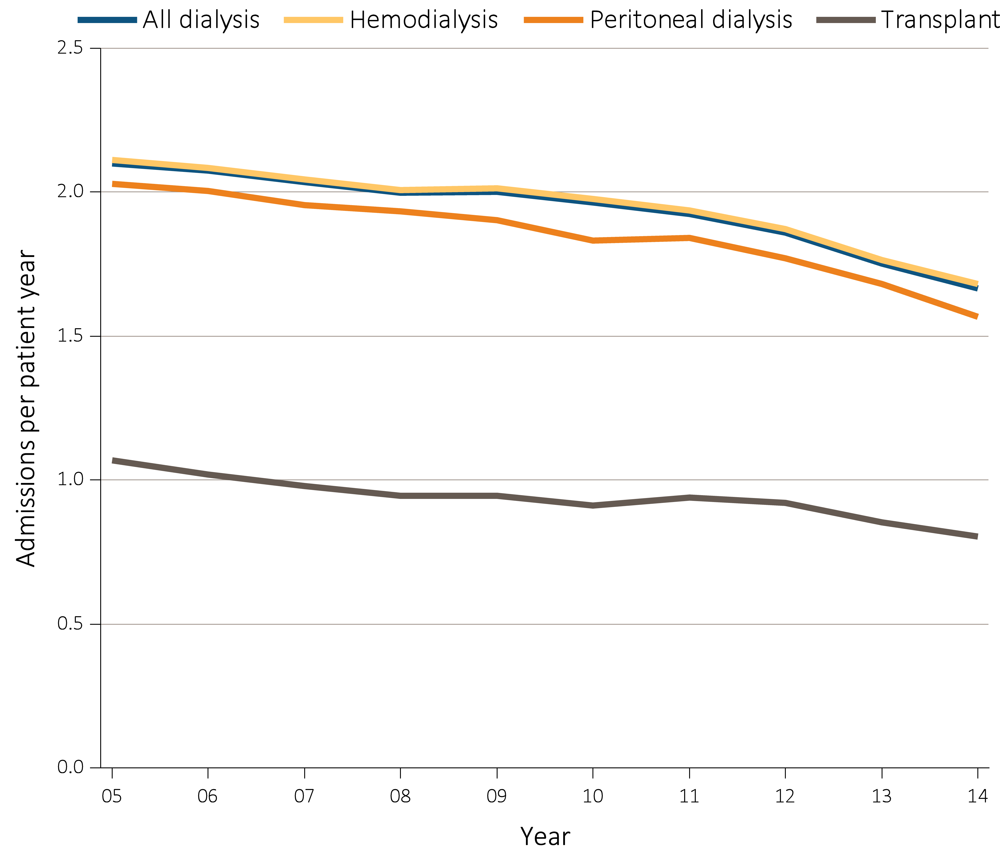 All dialysis Hemodialysis Peritoneal dialysis Transplant
2.5
2.0
1.5
1.0
0.5
0.0
Admissions per patient year
05 06 07 08 09 10 11 12 13 14
Year